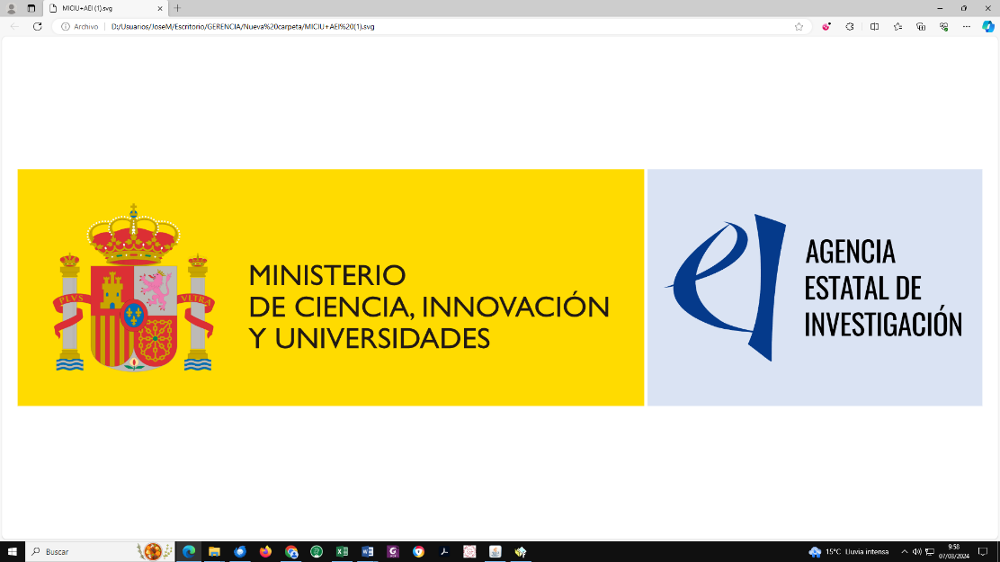 MICIU+AEI (1).svg
Archivo
D:/Usuarios/JoseM/Escritorio/GERENCIA/Nueva%20carpeta/MICIU+AEI%20(1).svg
PLVS
VLTRA
MINISTERIO
DE CIENCIA, INNOVACIÓN
Y UNIVERSIDADES
AGENCIA
ESTATAL DE
INVESTIGACIÓN
Buscar
15°C Lluvia intensa
9:58
07/03/2024